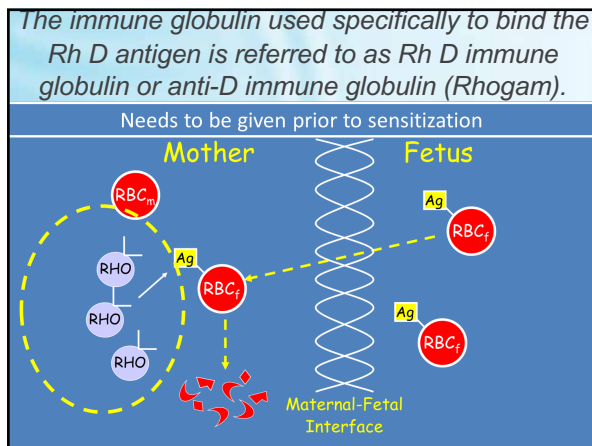 The immune globulin used specifically to bind the
Rh D antigen is referred to as Rh D immune
globulin or anti-D immune globulin (Rhogam).
Needs to be given prior to sensitization
Mother
Fetus
RBCm
Ag
RBCf
RHO
Ag
RBCf
RHO
Ag
RBCf
RHO
Maternal-Fetal
Interface